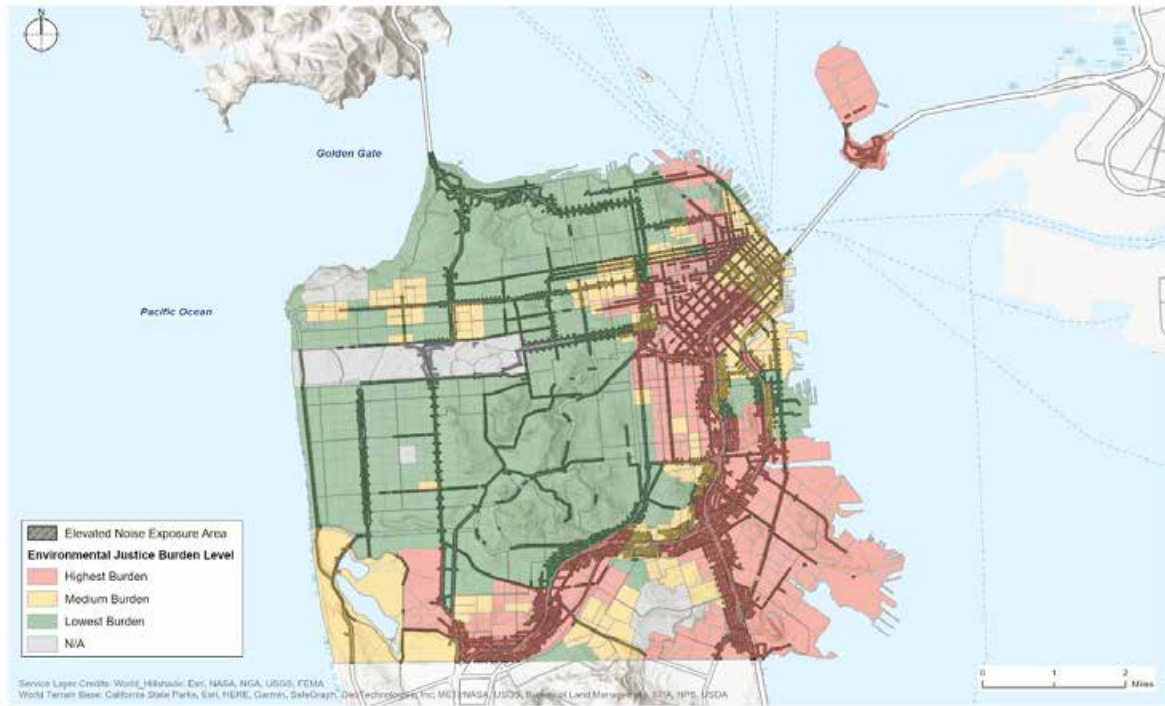 N
Golden Gate
Pacific Ocean
Elevated Noise Exposure Area
Environmental Justice Burden Level
Highest Burden
Medium Burden
Lowest Burden
N/A
0 1 2
Miles
Service Layer Credits: World_Hillshade: Esri, NASA, NGA, USGS, FEMA
World Terrain Base: California State Parks, Esri, HERE, Garmin, SafeGraph, GeoTechnologies, Inc, METI/NASA, USGS, Bureau of Land Management, EPA, NPS, USDA